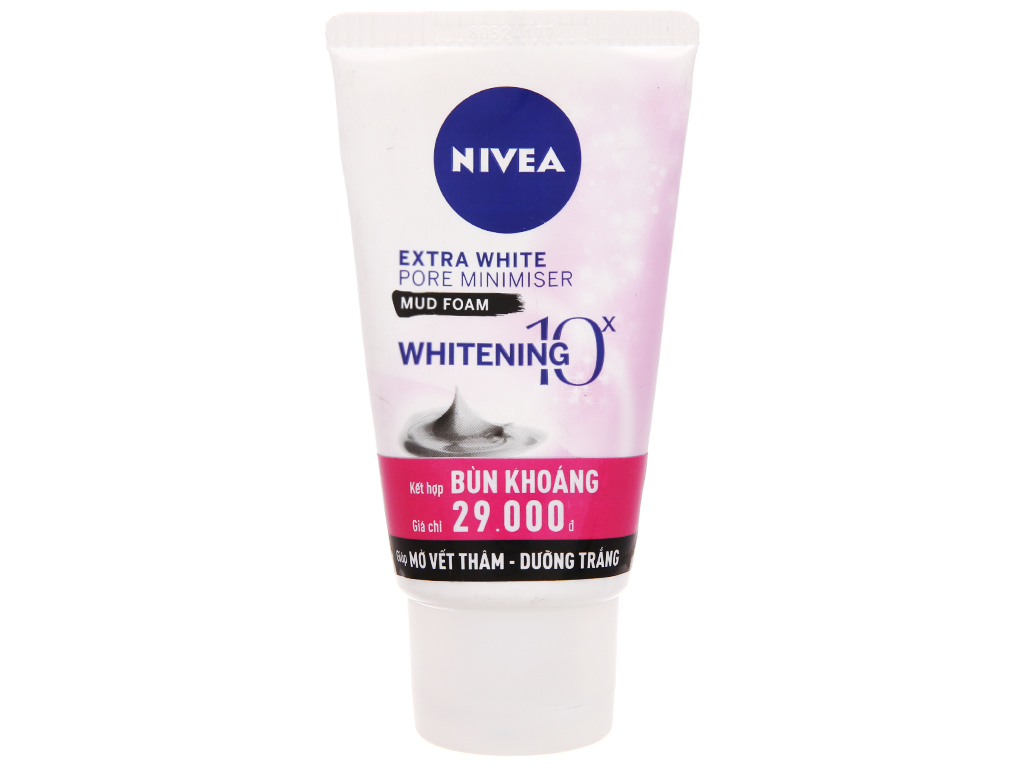 NIVEA
EXTRA WHITE
PORE MINIMISER
MUD FOAM
WHITENING 10X
Kết hợp BÙN KHOÁNG
Giá chỉ 29.000đ
Giúp MỜ VẾT THÂM - DƯỠNG TRẮNG